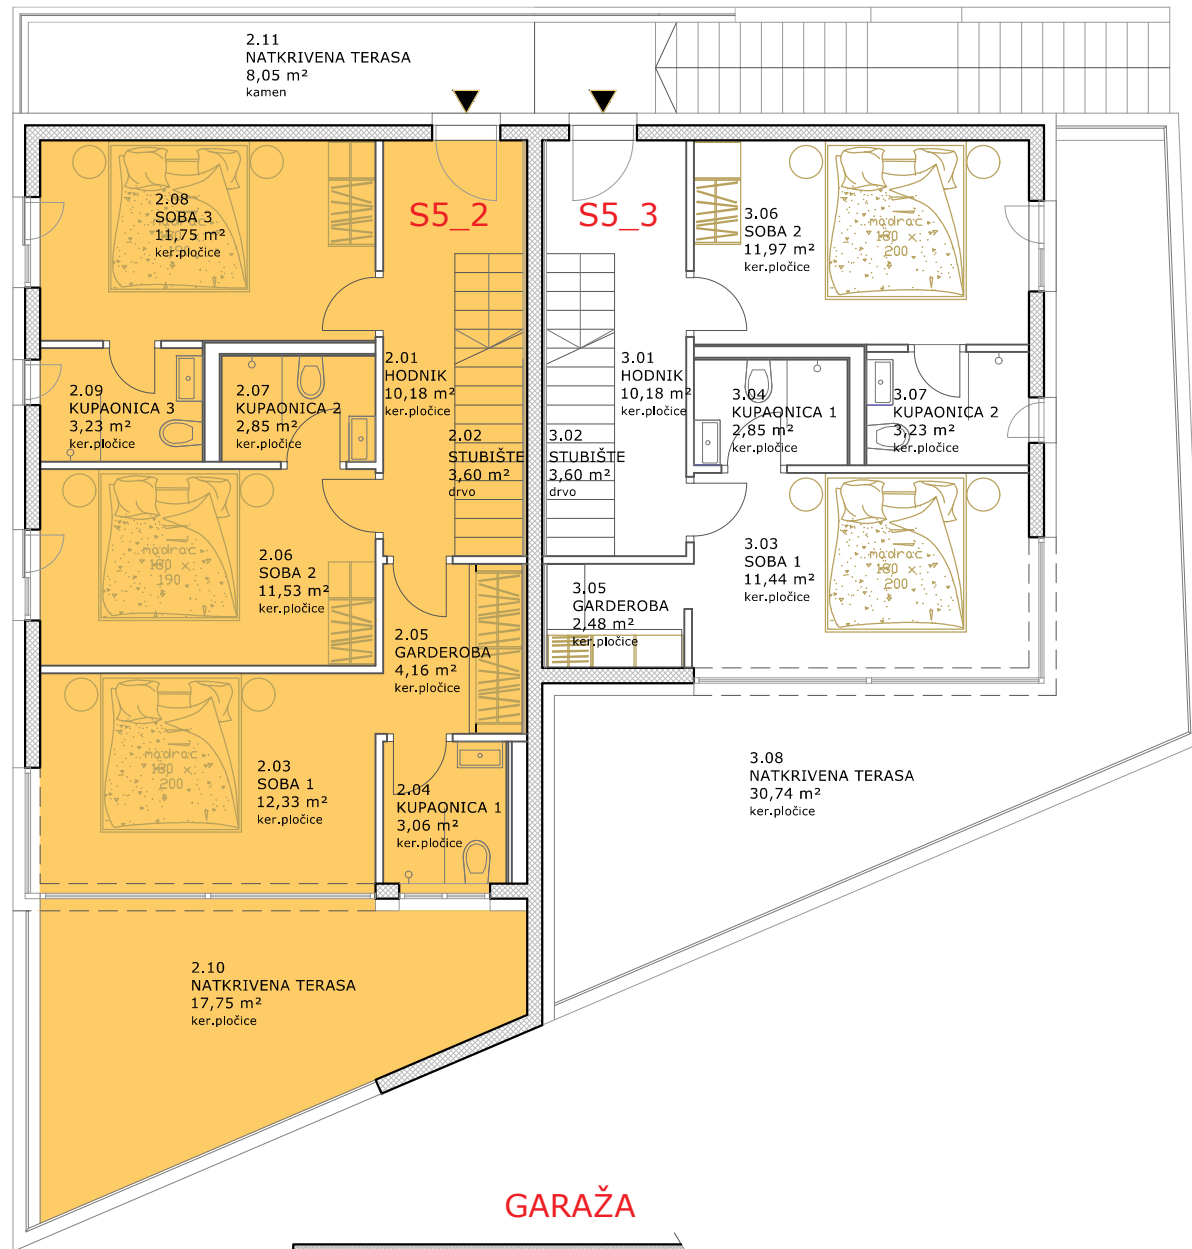 2.11
NATKRIVENA TERASA
8,05 m²
kamen
S5_2
S5_3
2.08
SOBA 3
11,75 m²
ker.pločice
3.06
SOBA 2
11,97 m²
ker.pločice
madrac
180 x
200
2.01
HODNIK
10,18 m²
ker.pločice
3.01
HODNIK
10,18 m²
ker.pločice
2.09
KUPAONICA 3
3,23 m²
ker.pločice
2.07
KUPAONICA 2
2,85 m²
ker.pločice
3.04
KUPAONICA 1
2,85 m²
ker.pločice
3.07
KUPAONICA 2
3,23 m²
ker.pločice
2.02
STUBIŠTE
3,60 m²
drvo
3.02
STUBIŠTE
3,60 m²
drvo
madrac
180 x
190
2.06
SOBA 2
11,53 m²
ker.pločice
3.03
SOBA 1
11,44 m²
ker.pločice
madrac
180 x
200
3.05
GARDEROBA
2,48 m²
ker.pločice
2.05
GARDEROBA
4,16 m²
ker.pločice
madrac
180 x
200
2.03
SOBA 1
12,33 m²
ker.pločice
2.04
KUPAONICA 1
3,06 m²
ker.pločice
3.08
NATKRIVENA TERASA
30,74 m²
ker.pločice
2.10
NATKRIVENA TERASA
17,75 m²
ker.pločice
GARAŽA